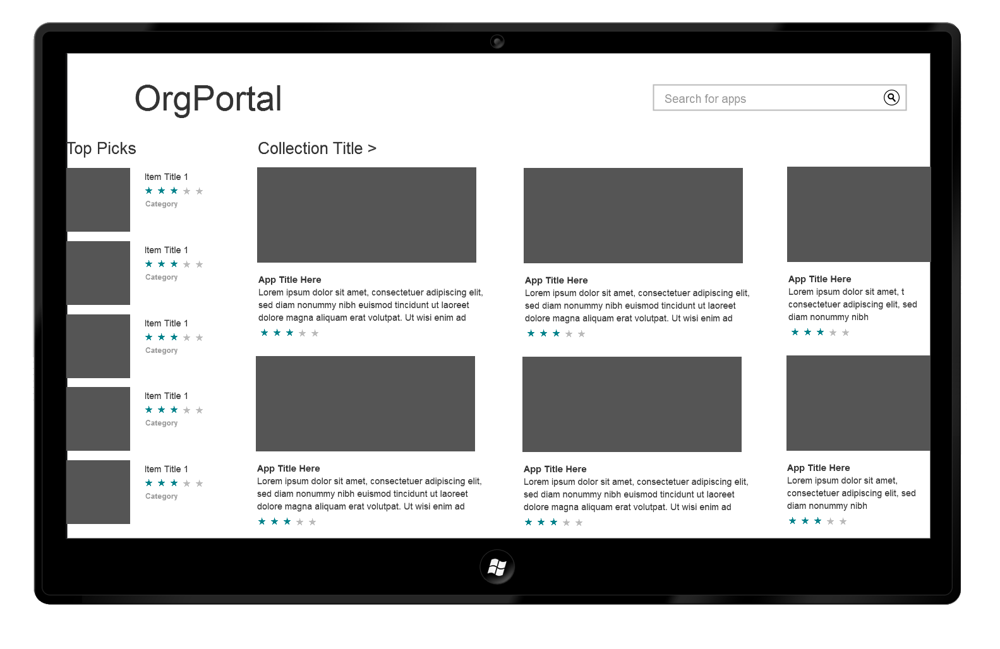 OrgPortal
Search for apps
Top Picks
Item Title 1
Category
Item Title 1
Category
Item Title 1
Category
Item Title 1
Category
Item Title 1
Category
Collection Title >
App Title Here
Lorem ipsum dolor sit amet, consectetuer adipiscing elit,
sed diam nonummy nibh euismod tincidunt ut laoreet
dolore magna aliquam erat volutpat. Ut wisi enim ad
App Title Here
Lorem ipsum dolor sit amet, consectetuer adipiscing elit,
sed diam nonummy nibh euismod tincidunt ut laoreet
dolore magna aliquam erat volutpat. Ut wisi enim ad
App Title Here
Lorem ipsum dolor sit amet, t
consectetuer adipiscing elit, sed
diam nonummy nibh
App Title Here
Lorem ipsum dolor sit amet, consectetuer adipiscing elit,
sed diam nonummy nibh euismod tincidunt ut laoreet
dolore magna aliquam erat volutpat. Ut wisi enim ad
App Title Here
Lorem ipsum dolor sit amet, consectetuer adipiscing elit,
sed diam nonummy nibh euismod tincidunt ut laoreet
dolore magna aliquam erat volutpat. Ut wisi enim ad
App Title Here
Lorem ipsum dolor sit amet,
consectetuer adipiscing elit, sed
diam nonummy nibh